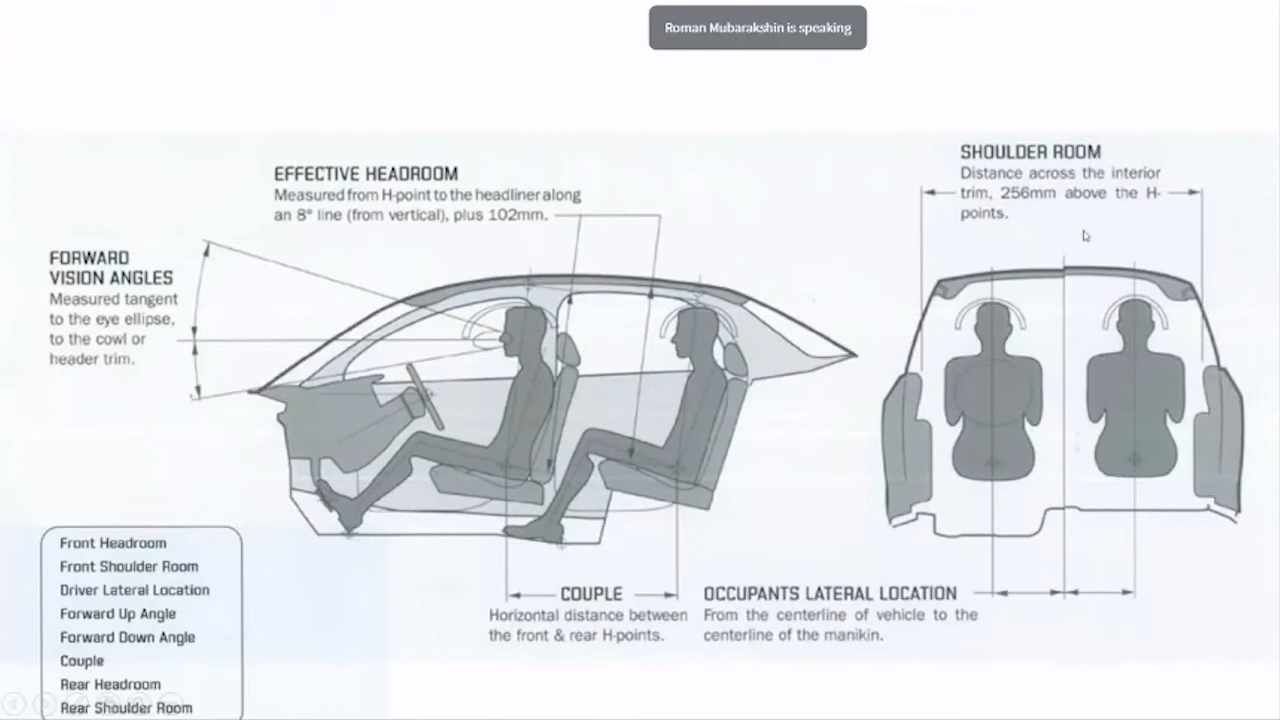 Roman Mubarakshin is speaking
EFFECTIVE HEADROOM
Measured from H-point to the headliner along
an 8° line (from vertical), plus 102mm.
SHOULDER ROOM
Distance across the interior
trim, 256mm above the H-
points.
FORWARD
VISION ANGLES
Measured tangent
to the eye ellipse,
to the cowl or
header trim.
COUPLE
Horizontal distance between
the front & rear H-points.
OCCUPANTS LATERAL LOCATION
From the centerline of vehicle to the
centerline of the manikin.
Front Headroom
Front Shoulder Room
Driver Lateral Location
Forward Up Angle
Forward Down Angle
Couple
Rear Headroom
Rear Shoulder Room